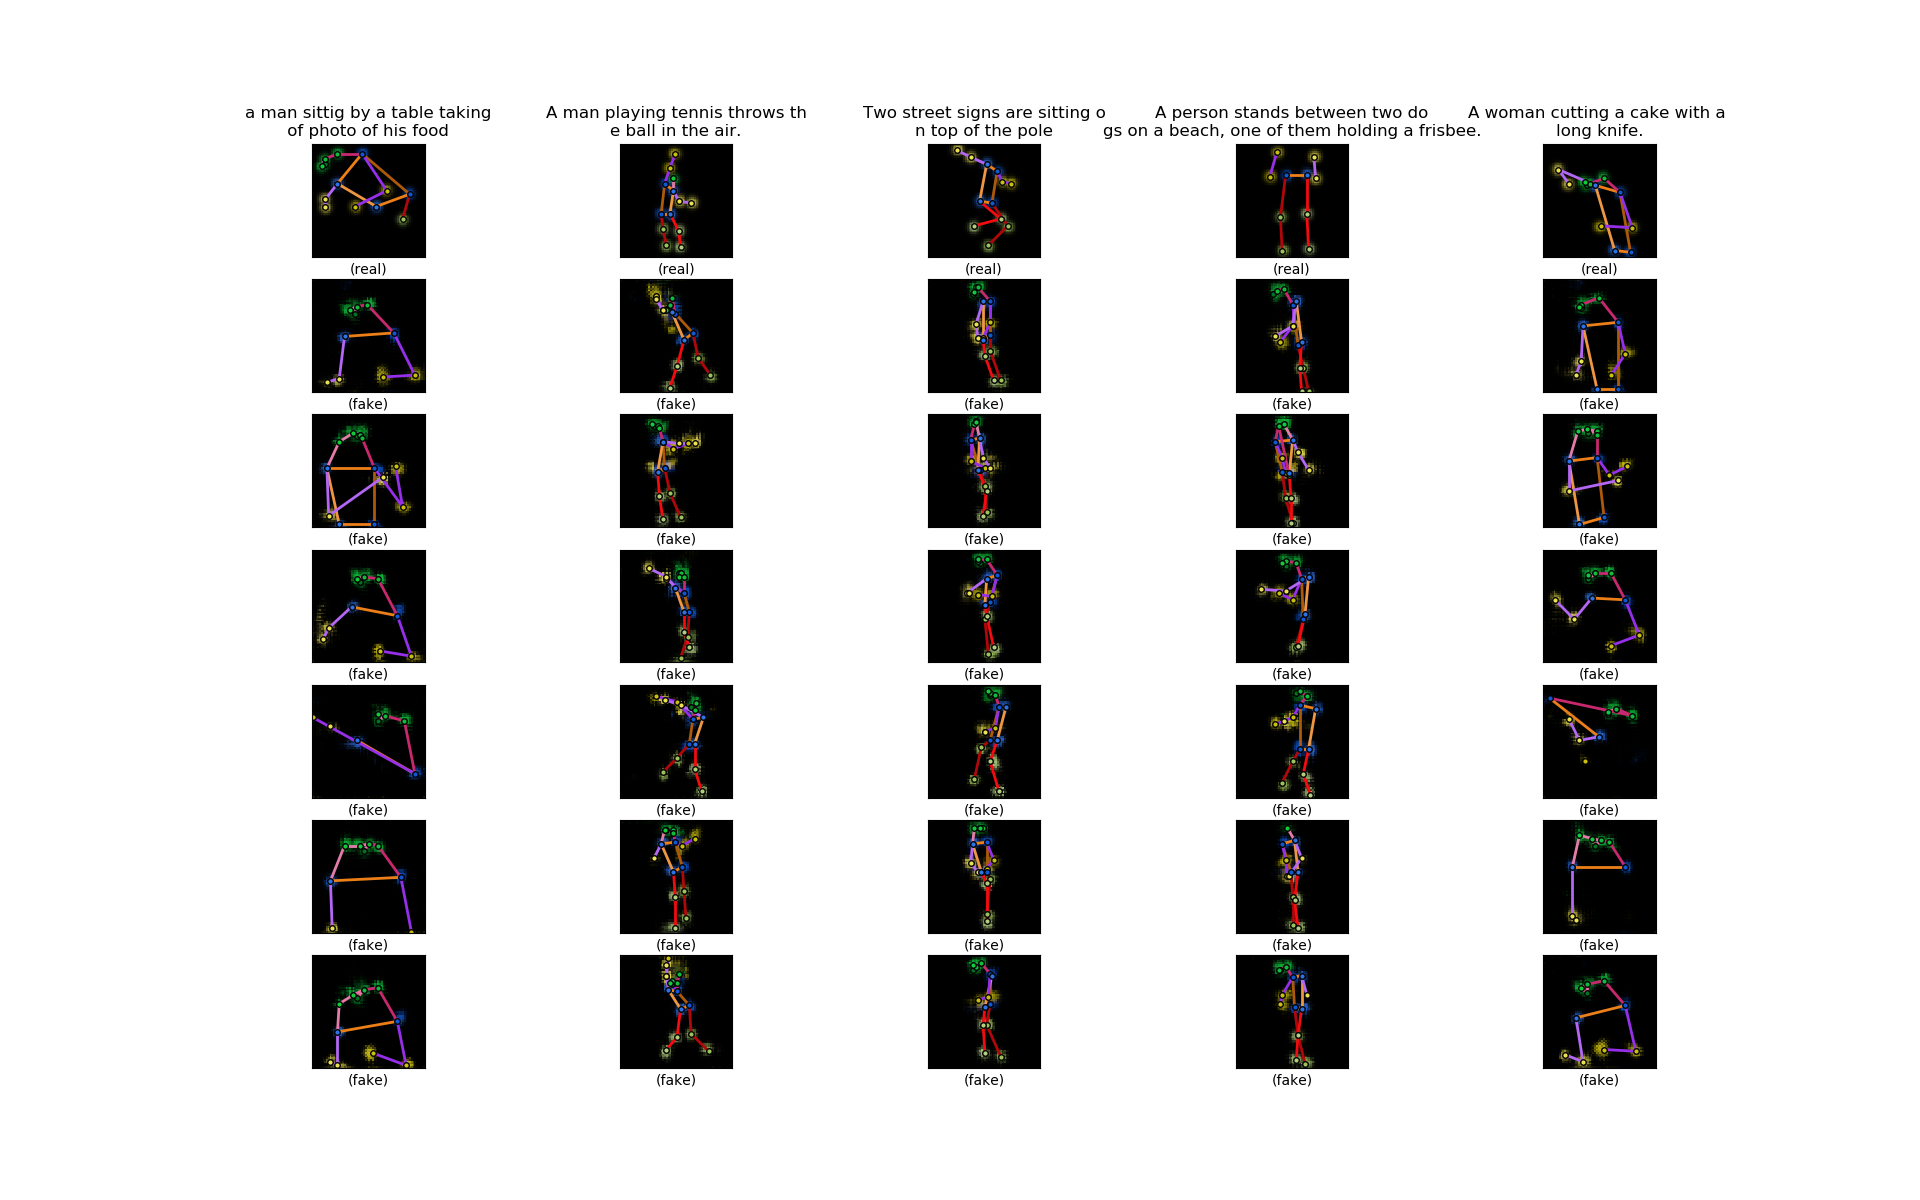 a man sittig by a table taking
of photo of his food
A man playing tennis throws th
e ball in the air.
Two street signs are sitting o
n top of the pole
A person stands between two do
gs on a beach, one of them holding a frisbee.
A woman cutting a cake with a
long knife.
(real) (real) (real) (real) (real)
(fake) (fake) (fake) (fake) (fake)
(fake) (fake) (fake) (fake) (fake)
(fake) (fake) (fake) (fake) (fake)
(fake) (fake) (fake) (fake) (fake)
(fake) (fake) (fake) (fake) (fake)
(fake) (fake) (fake) (fake) (fake)